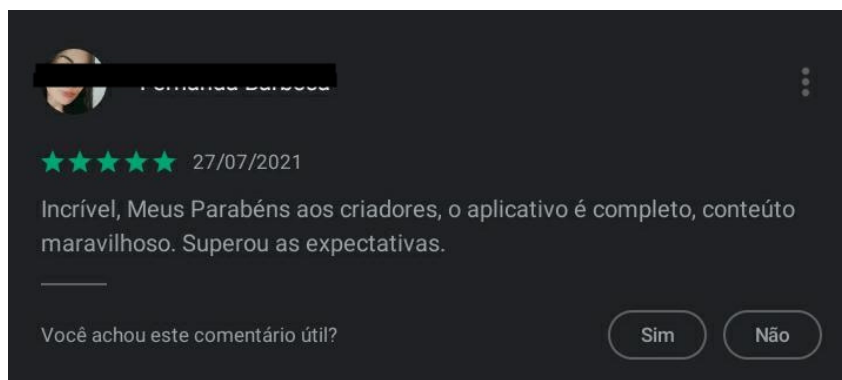 27/07/2021
Incrível, Meus Parabéns aos criadores, o aplicativo é completo, conteúto
maravilhoso. Superou as expectativas.
Você achou este comentário útil?
Sim
Não